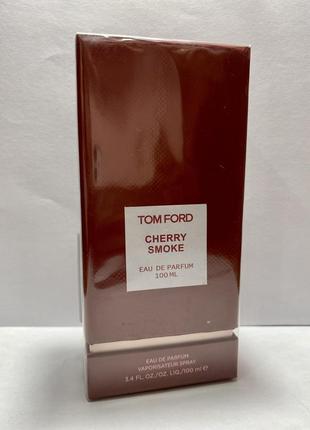 TOM FORD
CHERRY
SMOKE
EAU DE PARFUM
100 ML
EAU DE PARFUM
VAPORISATEUR SPRAY
3.4 FL. OZ./OZ. LIQ./100 ml ℮